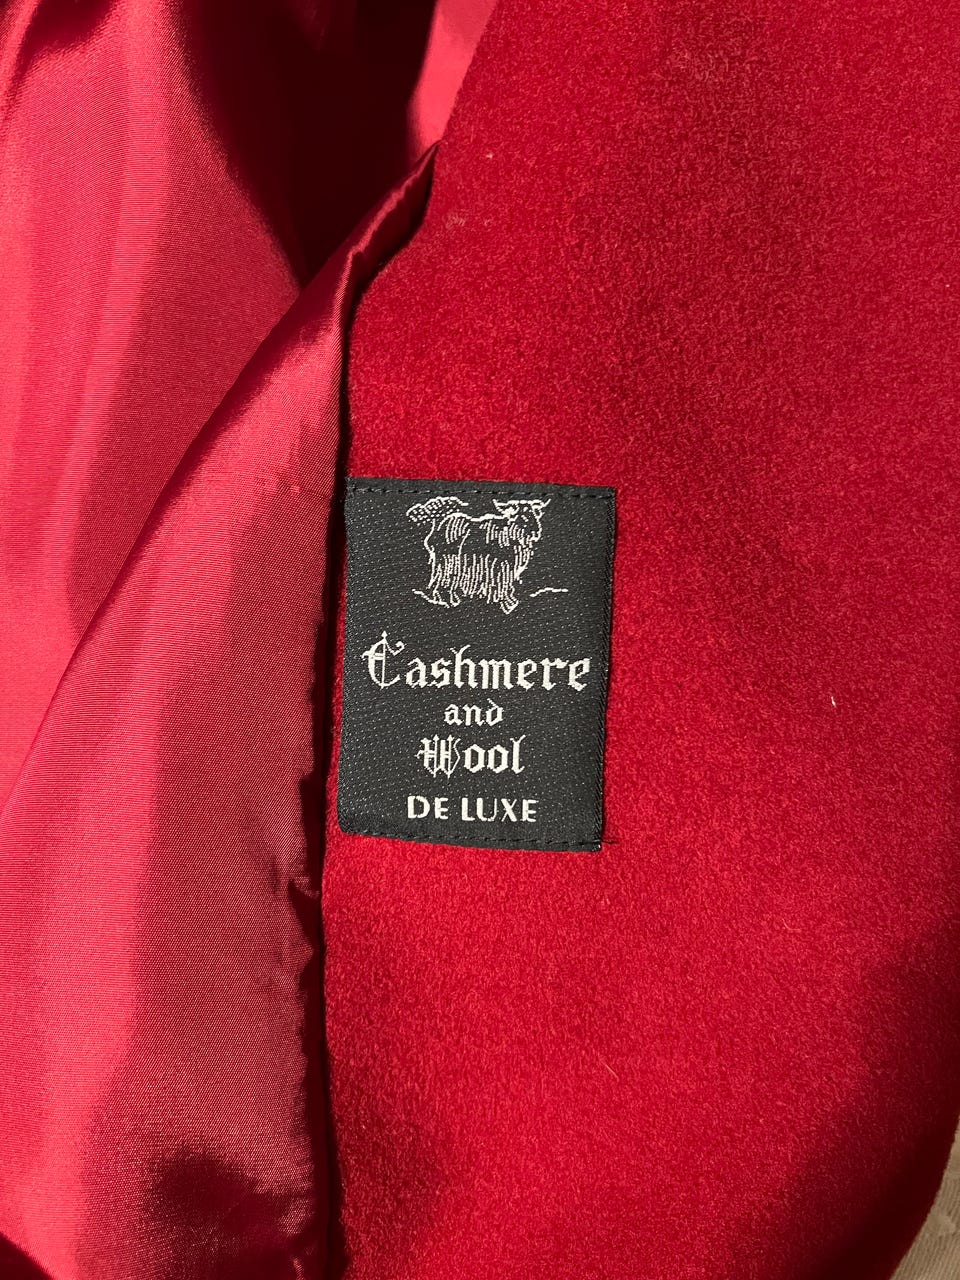 Cashmere
and
Wool
DE LUXE